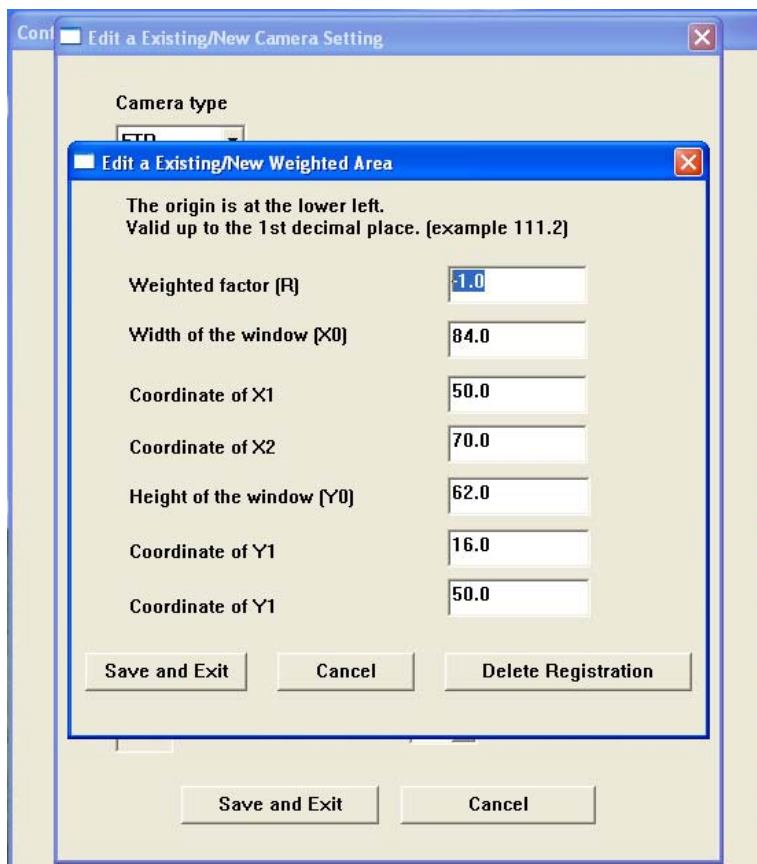 Conf
Edit a Existing/New Camera Setting
Camera type
FTP
Edit a Existing/New Weighted Area
The origin is at the lower left.
Valid up to the 1st decimal place. (example 111.2)
Weighted factor (R) -1.0
Width of the window (X0) 84.0
Coordinate of X1 50.0
Coordinate of X2 70.0
Height of the window (Y0) 62.0
Coordinate of Y1 16.0
Coordinate of Y1 50.0
Save and Exit Cancel Delete Registration
Save and Exit Cancel